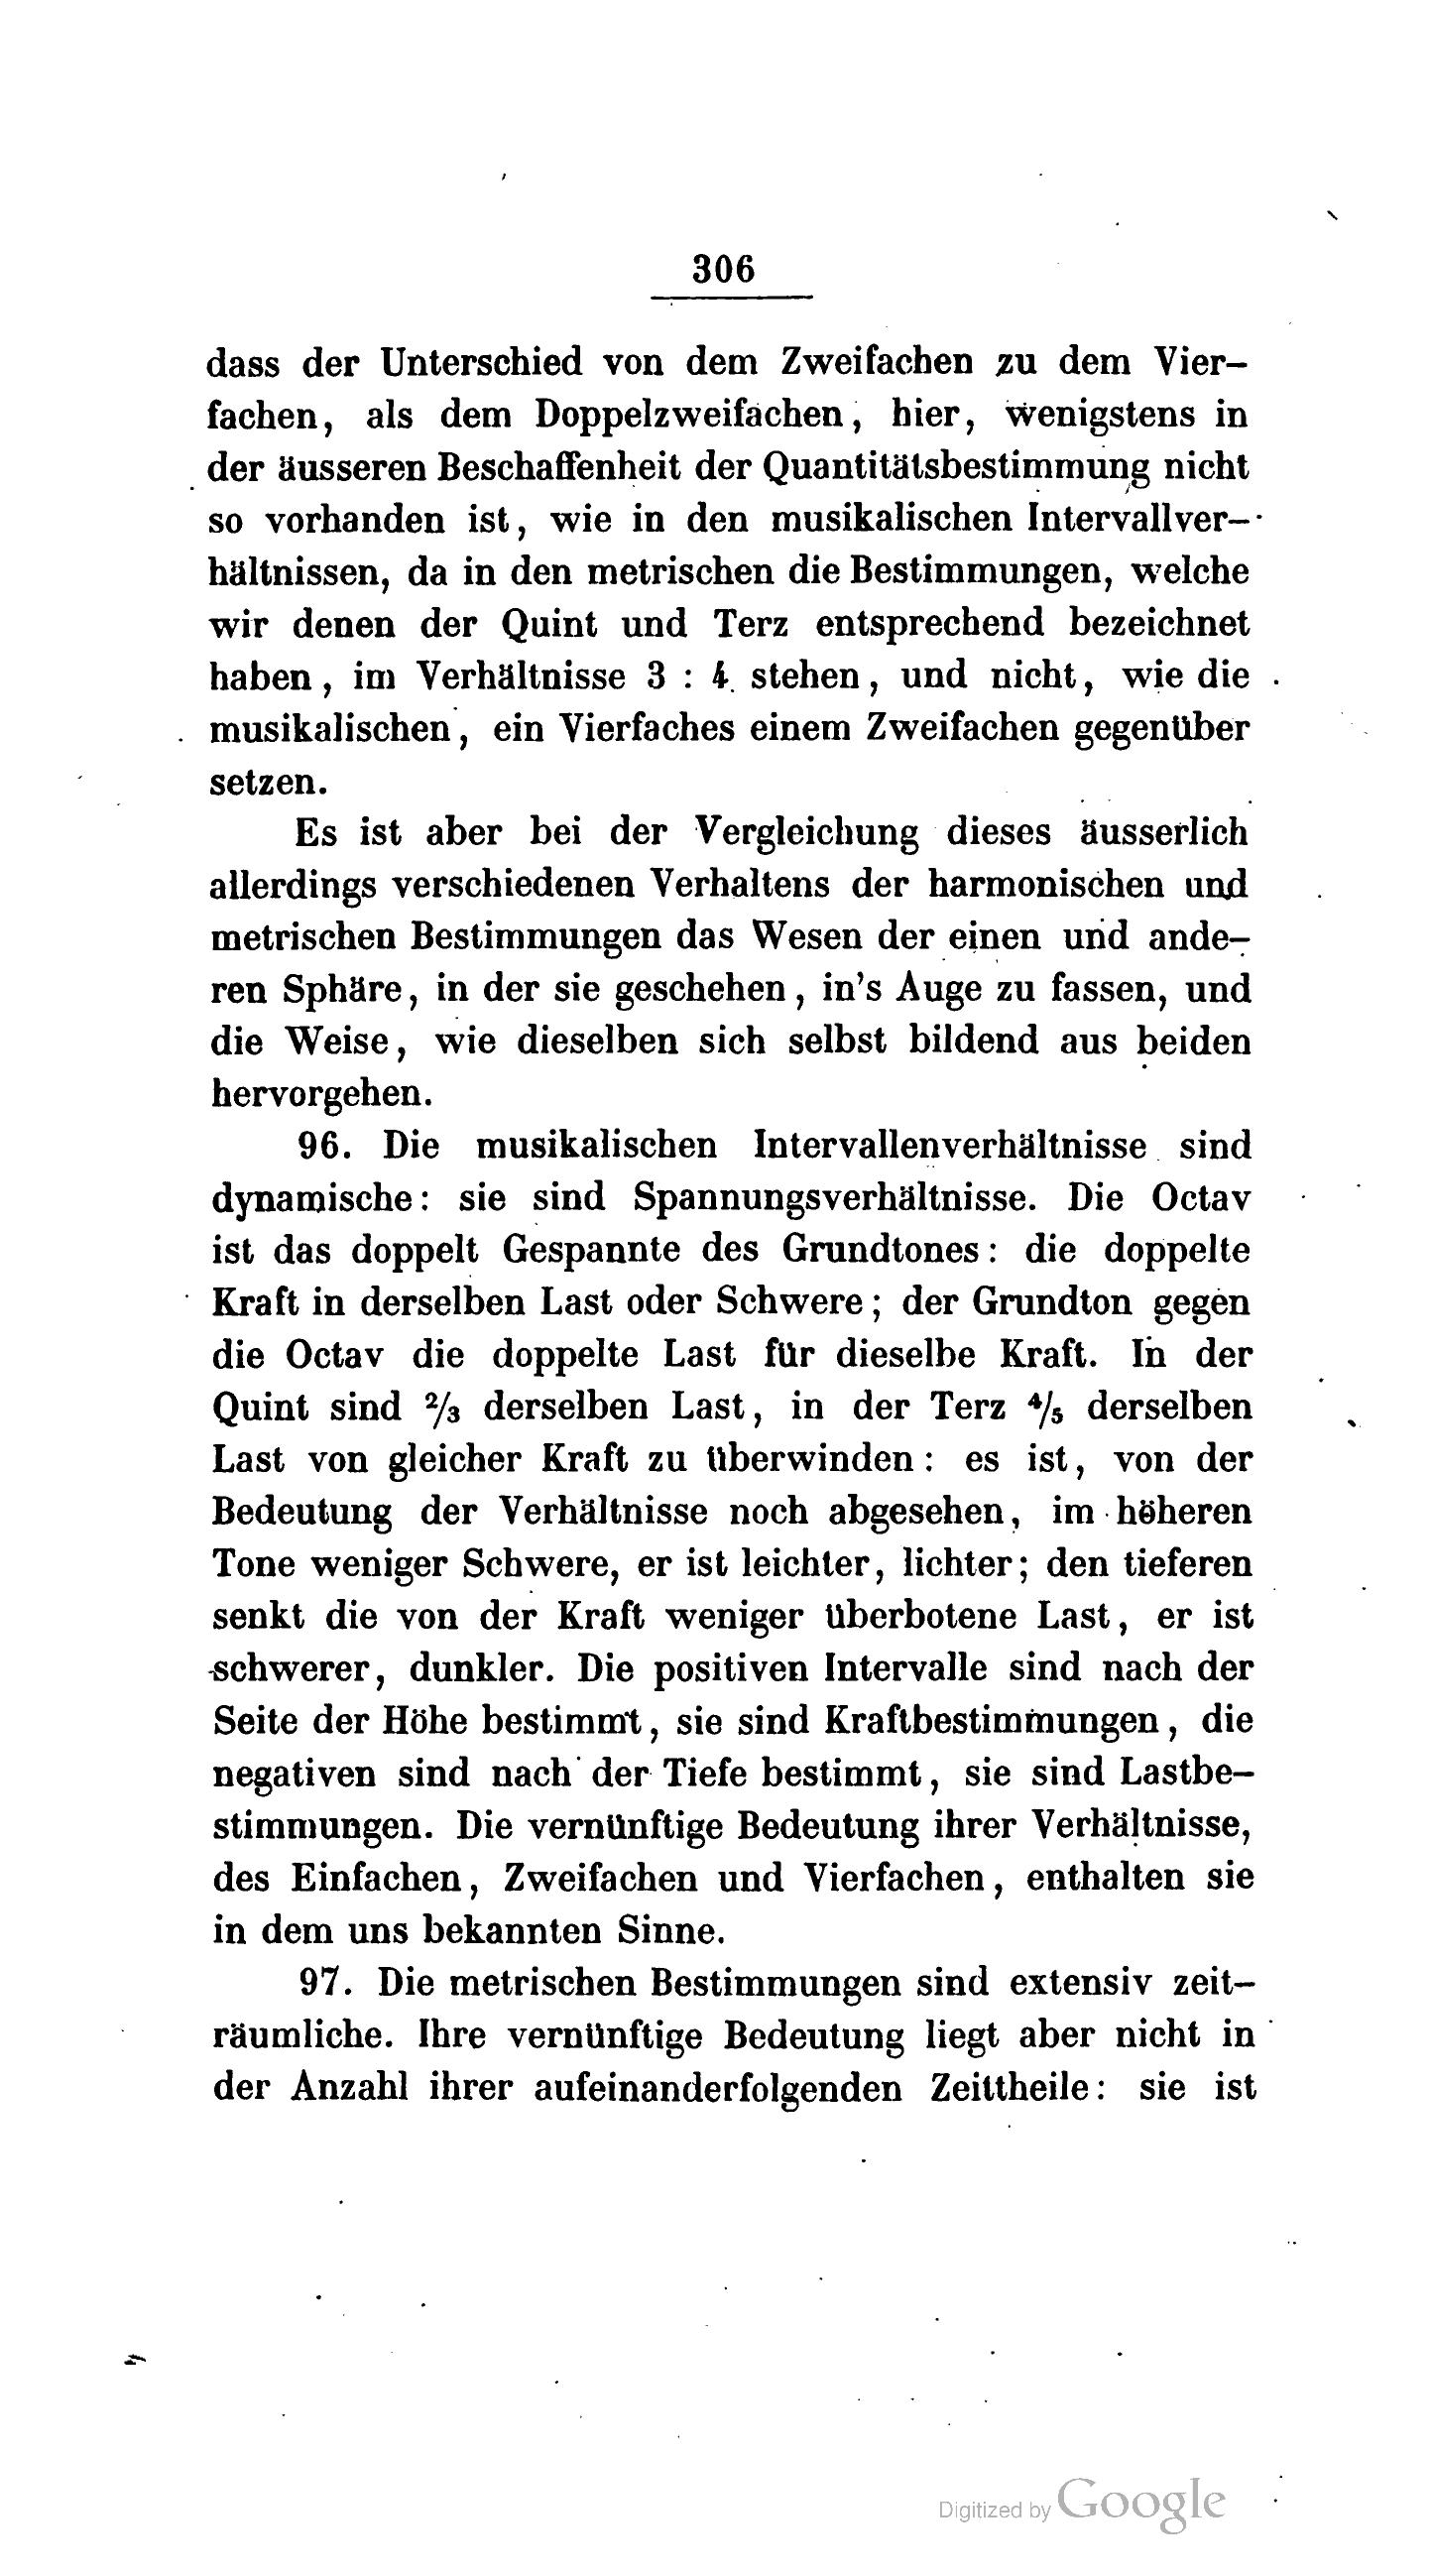 306
dass der Unterschied von dem Zweifachen zu dem Vier-
fachen, als dem Doppelzweifachen, hier, wenigstens in
der äusseren Beschaffenheit der Quantitätsbestimmung nicht
so vorhanden ist, wie in den musikalischen Intervallver-
hältnissen, da in den metrischen die Bestimmungen, welche
wir denen der Quint und Terz entsprechend bezeichnet
haben, im Verhältnisse 3 : 4 stehen, und nicht, wie die
musikalischen, ein Vierfaches einem Zweifachen gegenüber
setzen.
Es ist aber bei der Vergleichung dieses äusserlich
allerdings verschiedenen Verhaltens der harmonischen und
metrischen Bestimmungen das Wesen der einen und ande-
ren Sphäre, in der sie geschehen, in's Auge zu fassen, und
die Weise, wie dieselben sich selbst bildend aus beiden
hervorgehen.
96. Die musikalischen Intervallenverhältnisse sind
dynamische: sie sind Spannungsverhältnisse. Die Octav
ist das doppelt Gespannte des Grundtones: die doppelte
Kraft in derselben Last oder Schwere; der Grundton gegen
die Octav die doppelte Last für dieselbe Kraft. In der
Quint sind 2/3 derselben Last, in der Terz 4/5 derselben
Last von gleicher Kraft zu überwinden: es ist, von der
Bedeutung der Verhältnisse noch abgesehen, im höheren
Tone weniger Schwere, er ist leichter, lichter; den tieferen
senkt die von der Kraft weniger überbotene Last, er ist
schwerer, dunkler. Die positiven Intervalle sind nach der
Seite der Höhe bestimmt, sie sind Kraftbestimmungen, die
negativen sind nach der Tiefe bestimmt, sie sind Lastbe-
stimmungen. Die vernünftige Bedeutung ihrer Verhältnisse,
des Einfachen, Zweifachen und Vierfachen, enthalten sie
in dem uns bekannten Sinne.
97. Die metrischen Bestimmungen sind extensiv zeit-
räumliche. Ihre vernünftige Bedeutung liegt aber nicht in
der Anzahl ihrer aufeinanderfolgenden Zeittheile: sie ist
Digitized by Google